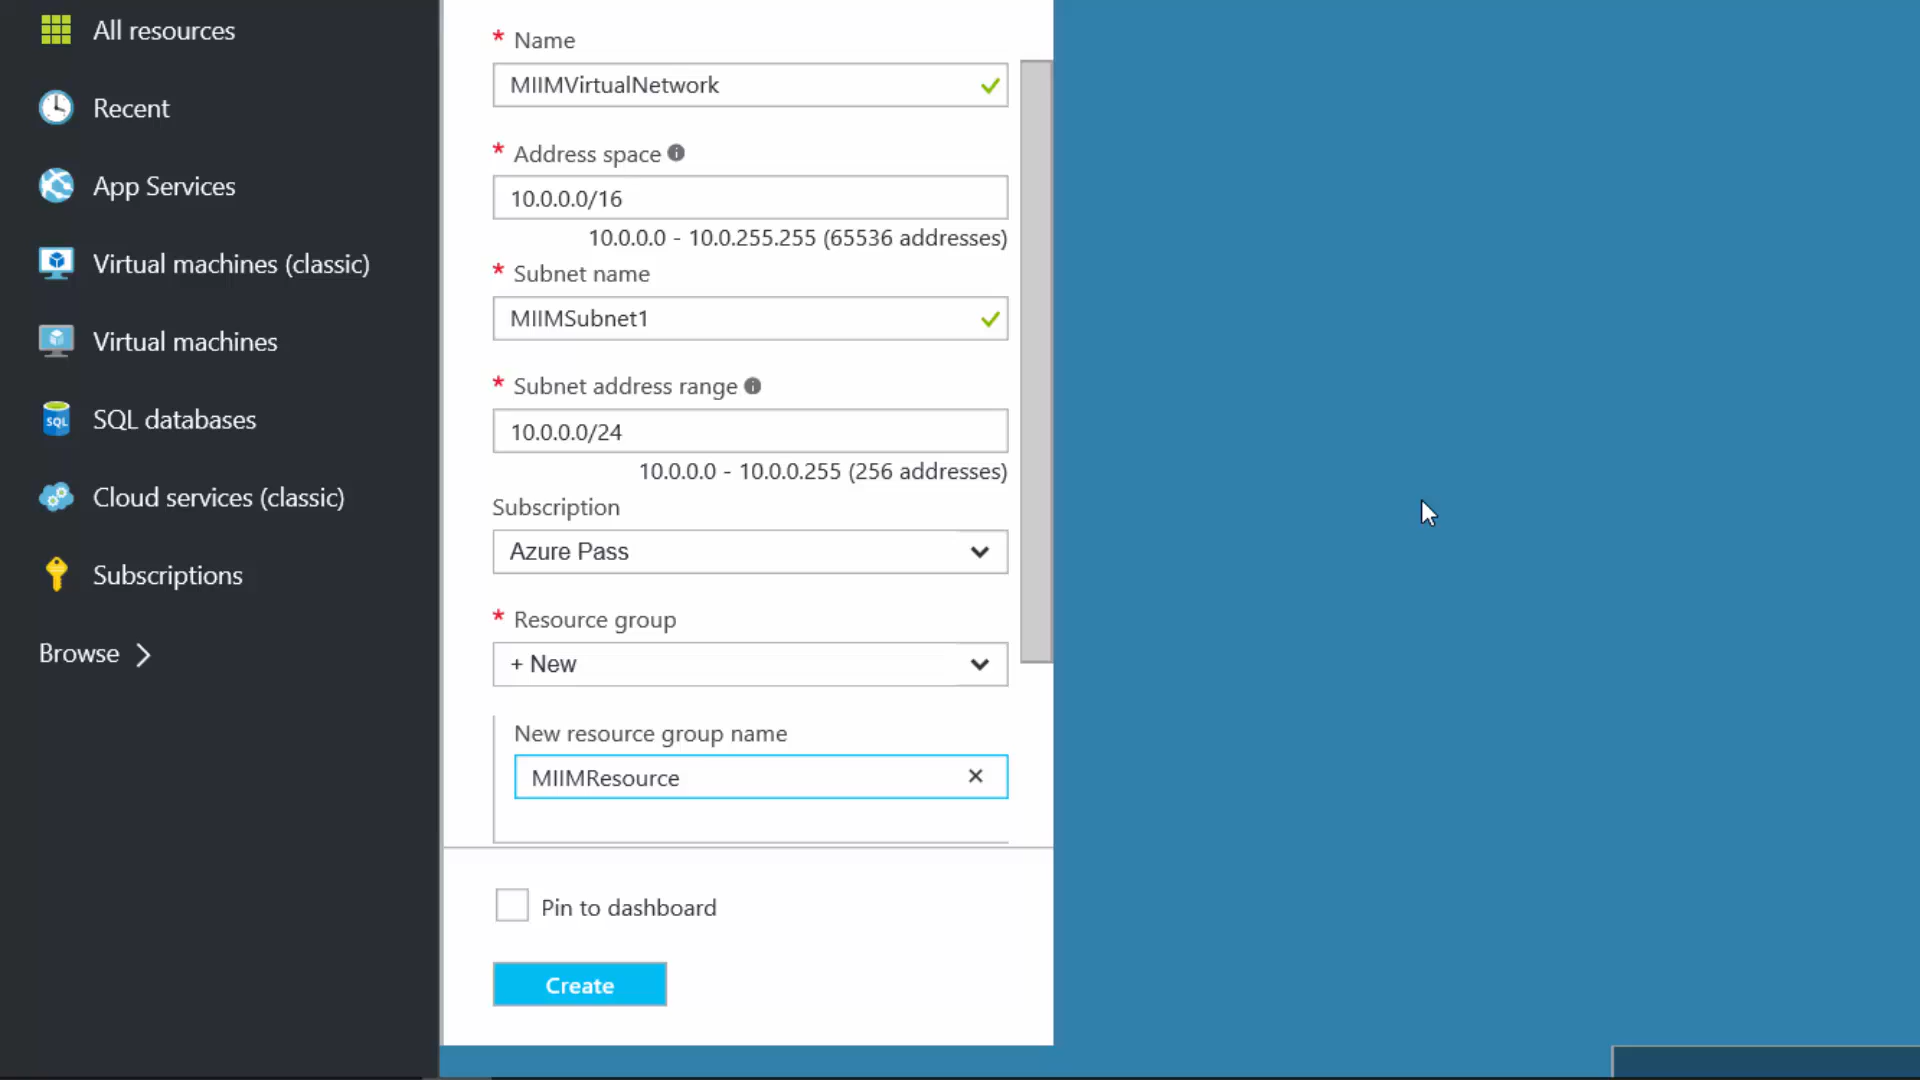 All resources
Recent
App Services
Virtual machines (classic)
Virtual machines
SQL
SQL databases
Cloud services (classic)
Subscriptions
Browse
* Name
MIIMVirtualNetwork
* Address space
10.0.0.0/16
10.0.0.0 - 10.0.255.255 (65536 addresses)
* Subnet name
MIIMSubnet1
* Subnet address range
10.0.0.0/24
10.0.0.0 - 10.0.0.255 (256 addresses)
Subscription
Azure Pass
* Resource group
+ New
New resource group name
MIIMResource
Pin to dashboard
Create